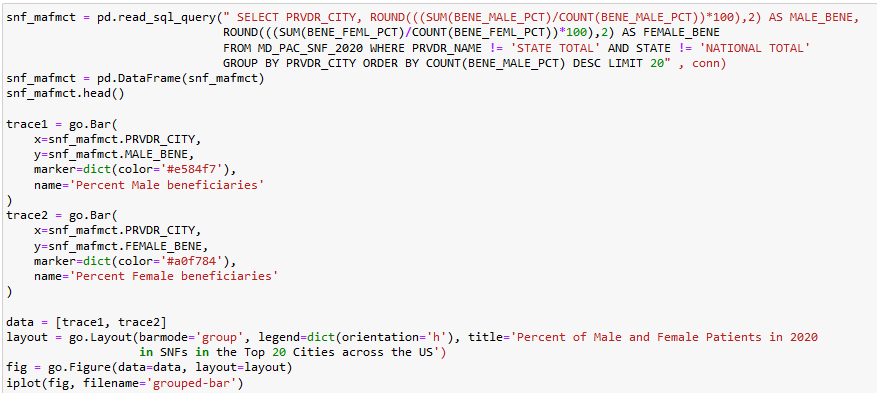 snf_mafmct = pd.read_sql_query(" SELECT PRVDR_CITY, ROUND(((SUM(BENE_MALE_PCT)/COUNT(BENE_MALE_PCT))*100),2) AS MALE_BENE,
ROUND(((SUM(BENE_FEML_PCT)/COUNT(BENE_FEML_PCT))*100),2) AS FEMALE_BENE
FROM MD_PAC_SNF_2020 WHERE PRVDR_NAME != 'STATE TOTAL' AND STATE != 'NATIONAL TOTAL'
GROUP BY PRVDR_CITY ORDER BY COUNT(BENE_MALE_PCT) DESC LIMIT 20" , conn)
snf_mafmct = pd.DataFrame(snf_mafmct)
snf_mafmct.head()
trace1 = go.Bar(
x=snf_mafmct.PRVDR_CITY,
y=snf_mafmct.MALE_BENE,
marker=dict(color='#e584f7'),
name='Percent Male beneficiaries'
)
trace2 = go.Bar(
x=snf_mafmct.PRVDR_CITY,
y=snf_mafmct.FEMALE_BENE,
marker=dict(color='#a0f784'),
name='Percent Female beneficiaries'
)
data = [trace1, trace2]
layout = go.Layout(barmode='group', legend=dict(orientation='h'), title='Percent of Male and Female Patients in 2020
in SNFs in the Top 20 Cities across the US')
fig = go.Figure(data=data, layout=layout)
iplot(fig, filename='grouped-bar')